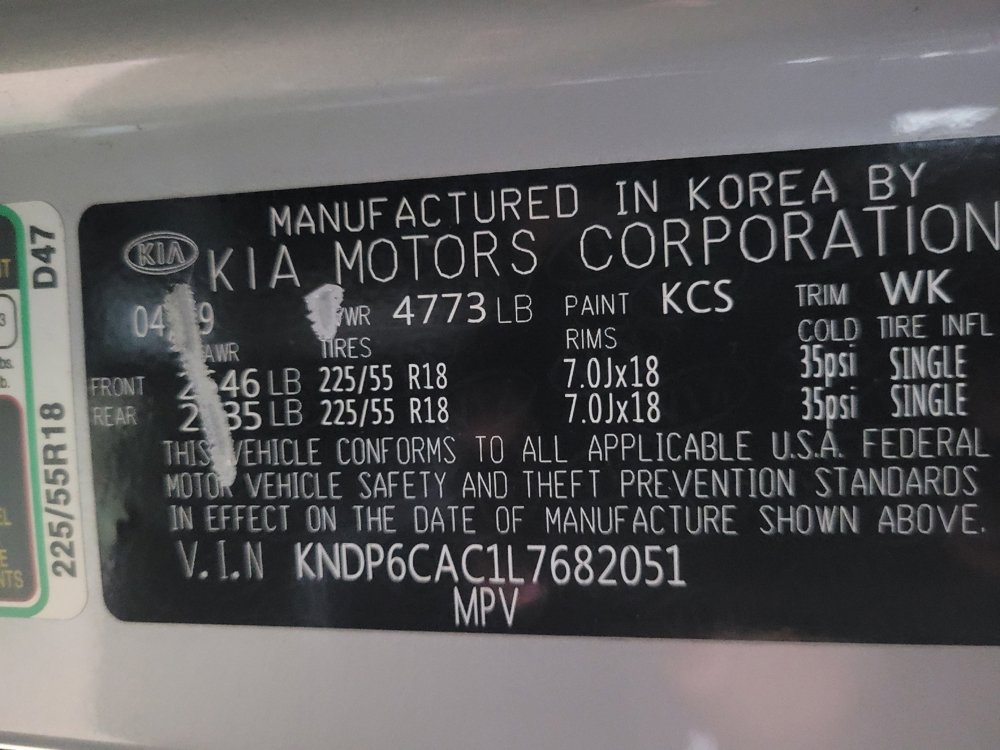 MANUFACTURED IN KOREA BY
KIA KIA MOTORS CORPORATION
4773 LB PAINT KCS TRIM WK
TIRES RIMS COLD TIRE INFL
FRONT LB 225/55 R18 7.0Jx18 35psi SINGLE
REAR LB 225/55 R18 7.0Jx18 35psi SINGLE
THIS VEHICLE CONFORMS TO ALL APPLICABLE U.S.A. FEDERAL
MOTOR VEHICLE SAFETY AND THEFT PREVENTION STANDARDS
IN EFFECT ON THE DATE OF MANUFACTURE SHOWN ABOVE.
V.I.N KNDP6CAC1L7682051
MPV
D47
225/55R18